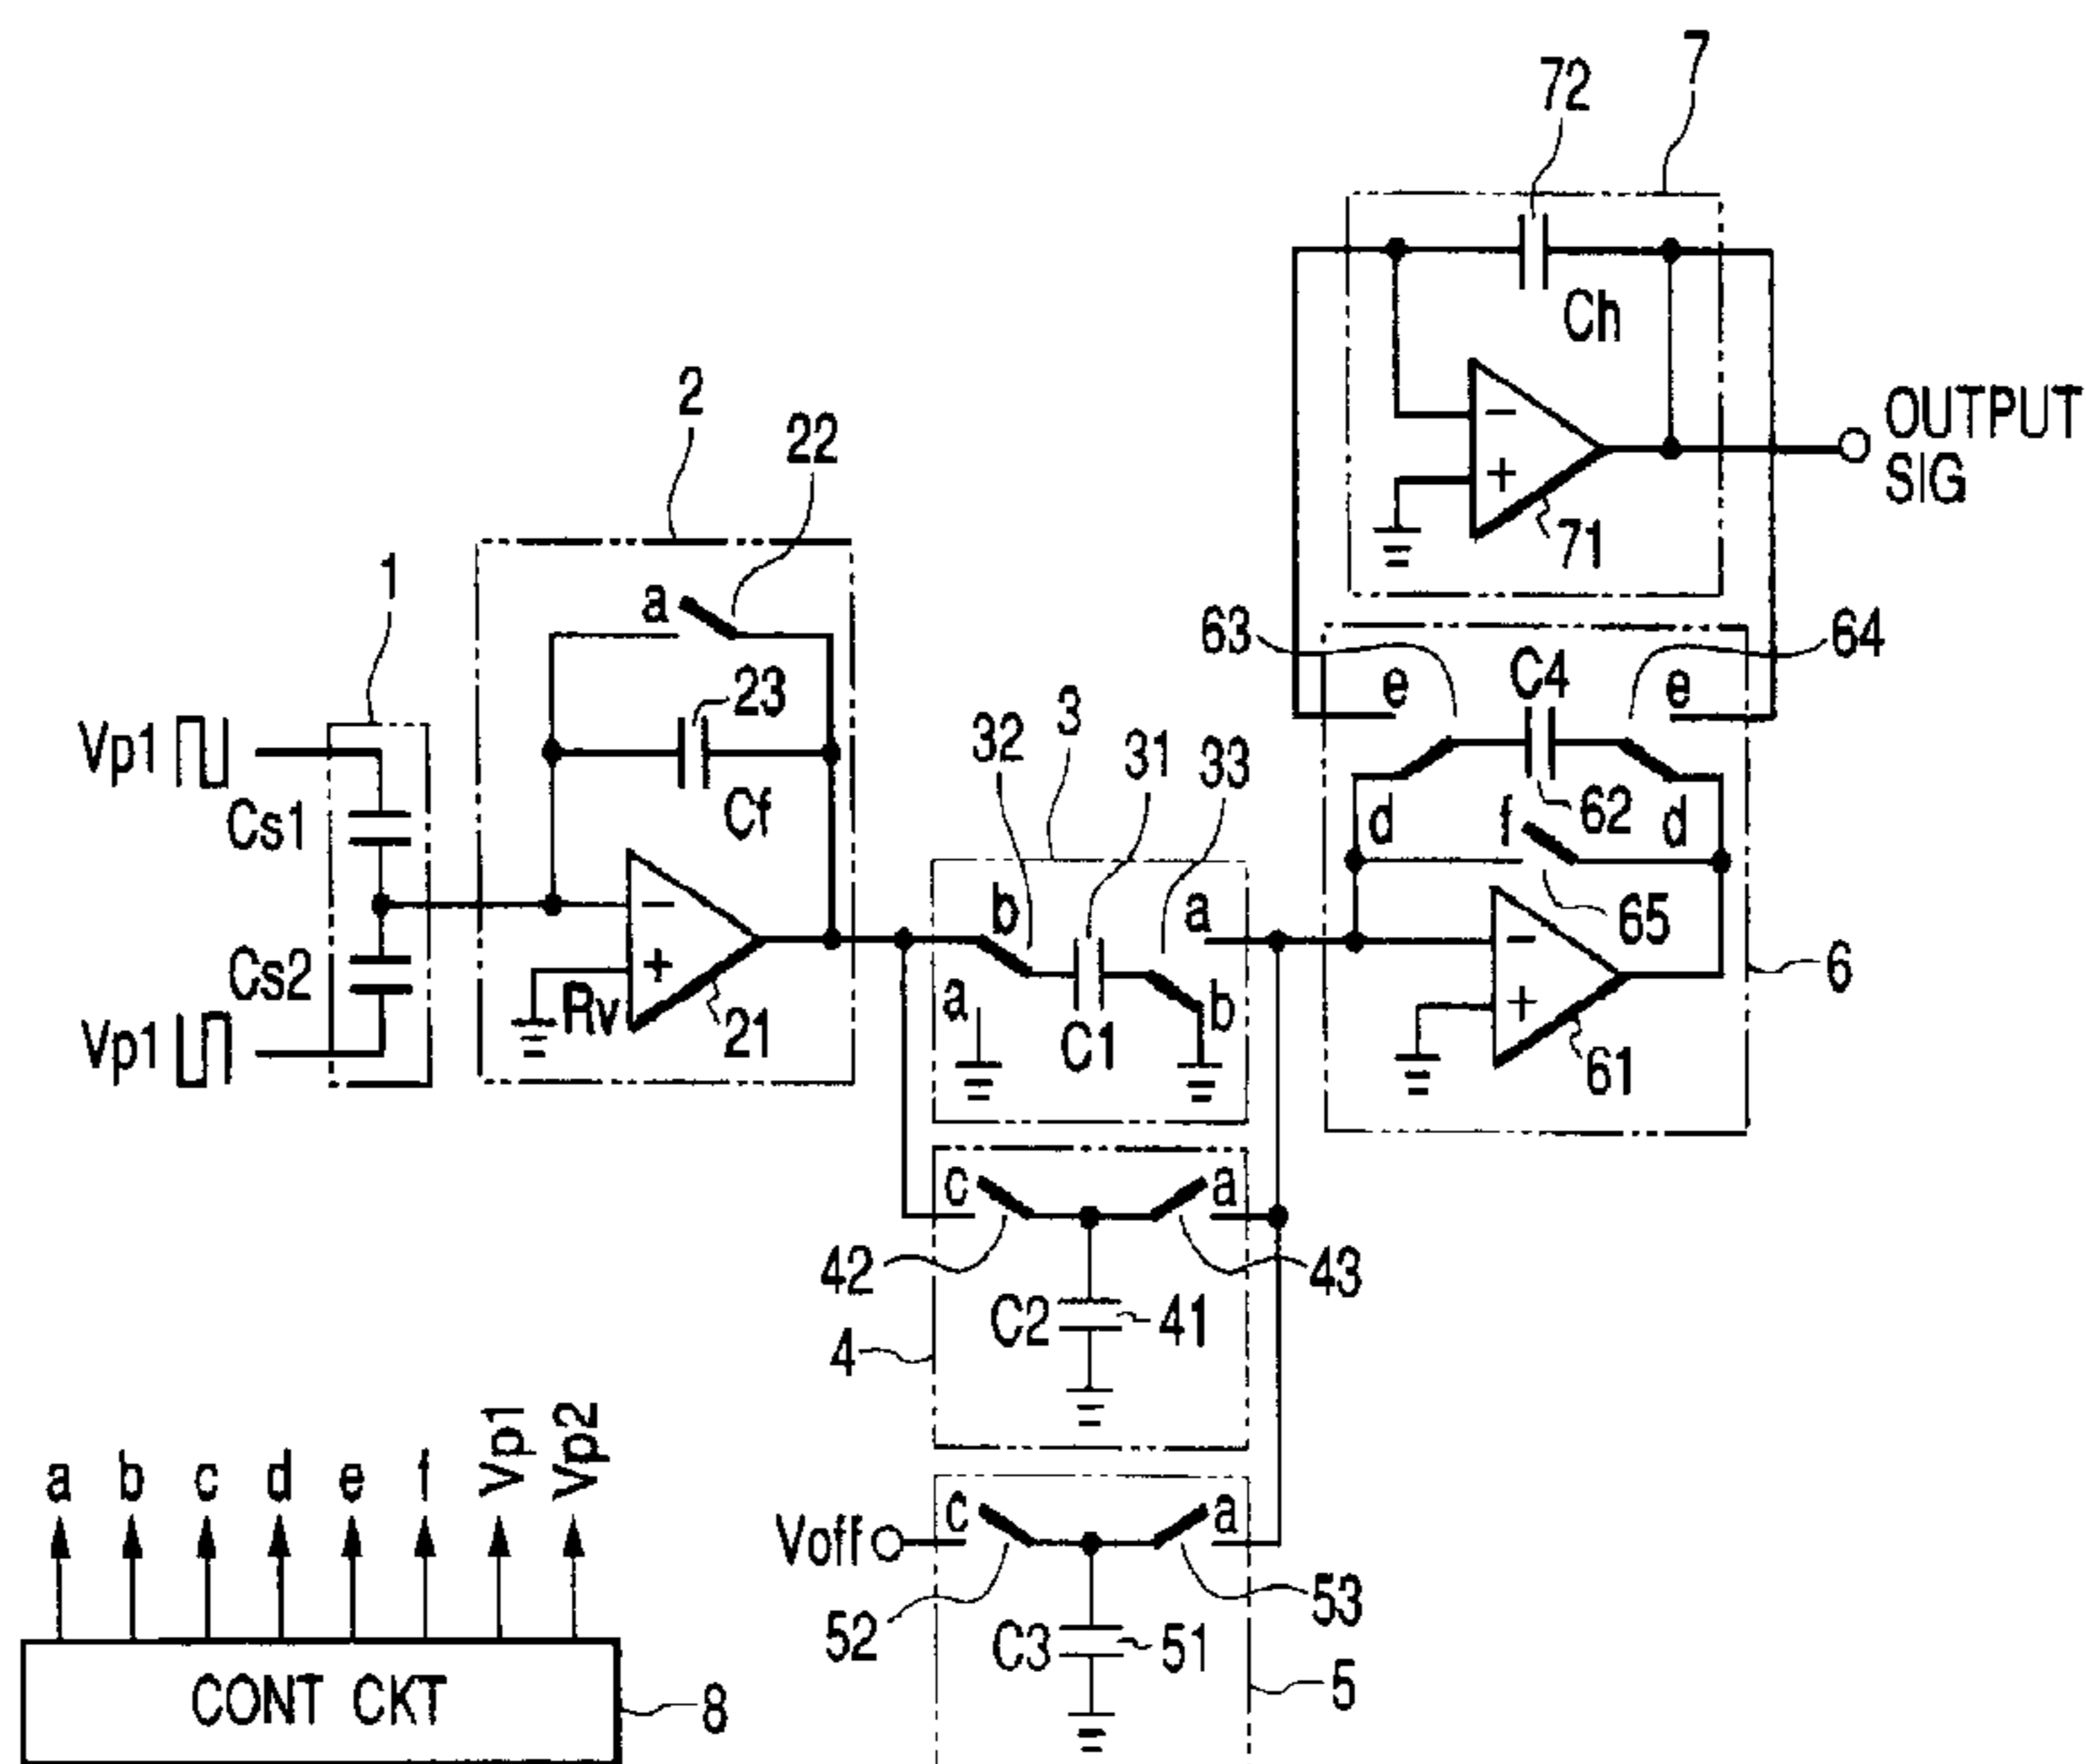 7
72
Ch
OUTPUT
SIG
−
+
71
2
22
a
23
Cf
1
Vp1
Cs1
Cs2
Vp1
−
+
Rv
21
3
32
31
33
b
a
a
b
C1
63
64
e
C4
e
d
f
62
d
65
−
+
61
6
c
a
42
43
C2
41
4
Voff
c
a
52
53
C3
51
5
a
b
c
d
e
f
Vp1
Vp2
CONT CKT
8